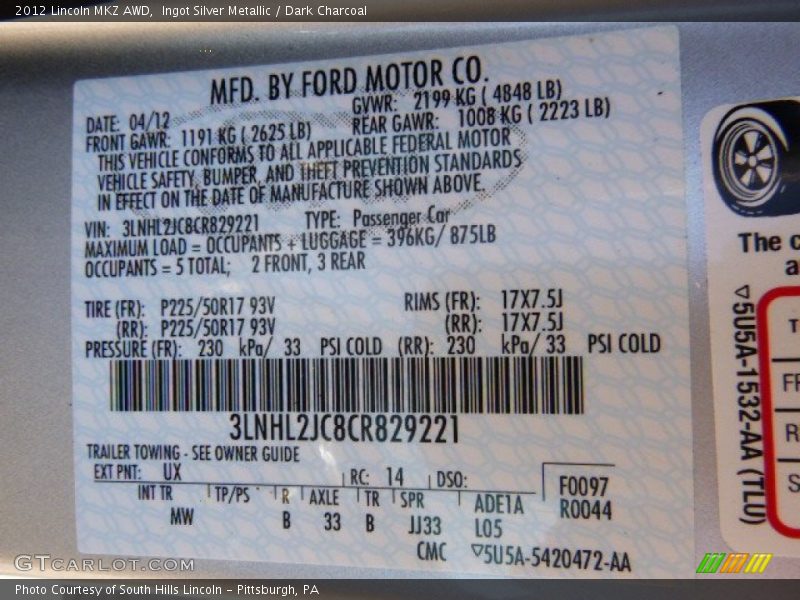 2012 Lincoln MKZ AWD,  Ingot Silver Metallic / Dark Charcoal
MFD. BY FORD MOTOR CO.
DATE: 04/12
GVWR: 2199 KG ( 4848 LB)
FRONT GAWR: 1191 KG ( 2625 LB)
REAR GAWR: 1008 KG ( 2223 LB)
THIS VEHICLE CONFORMS TO ALL APPLICABLE FEDERAL MOTOR
VEHICLE SAFETY, BUMPER, AND THEFT PREVENTION STANDARDS
IN EFFECT ON THE DATE OF MANUFACTURE SHOWN ABOVE.
VIN: 3LNHL2JC8CR829221 TYPE: Passenger Car
MAXIMUM LOAD = OCCUPANTS + LUGGAGE = 396KG/ 875LB
OCCUPANTS = 5 TOTAL; 2 FRONT, 3 REAR
TIRE (FR): P225/50R17 93V RIMS (FR): 17X7.5J
(RR): P225/50R17 93V (RR): 17X7.5J
PRESSURE (FR): 230 kPa/ 33 PSI COLD (RR): 230 kPa/ 33 PSI COLD
3LNHL2JC8CR829221
TRAILER TOWING - SEE OWNER GUIDE
EXT PNT: UX RC: 14 DSO:
F0097
R0044
INT TR TP/PS R AXLE TR SPR ADE1A
MW B 33 B JJ33 L05
CMC ▽5U5A-5420472-AA
The c
a
▽5U5A-1532-AA (TLU)
T
FR
R
S
GTCarLot.com
Photo Courtesy of South Hills Lincoln – Pittsburgh, PA